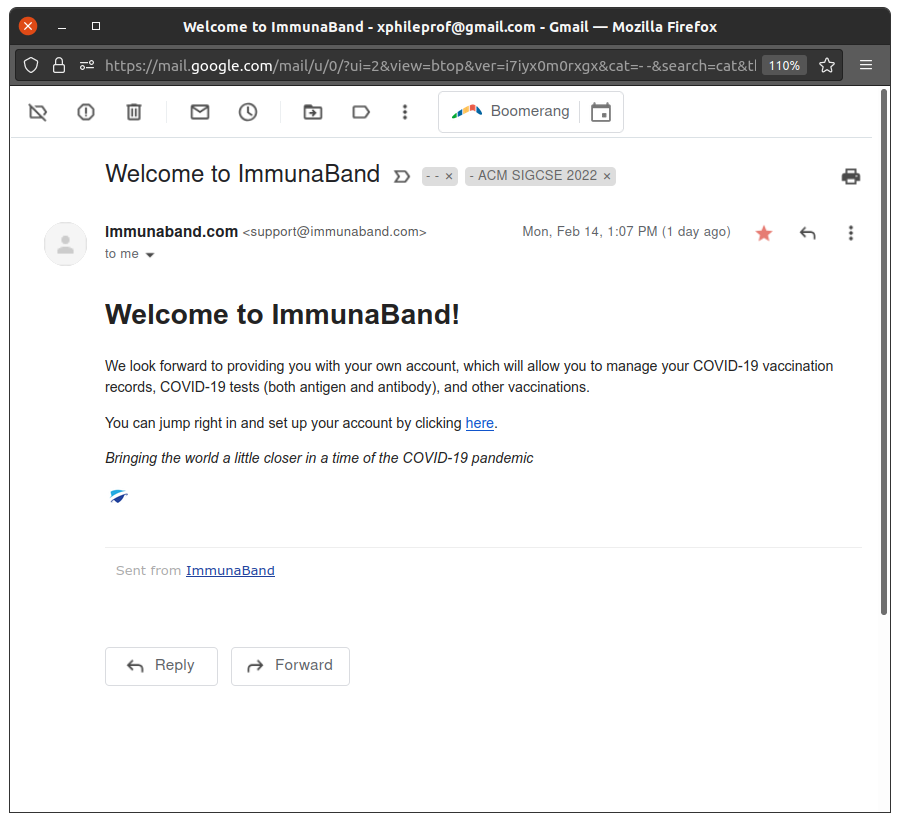 Welcome to ImmunaBand - xphileprof@gmail.com - Gmail — Mozilla Firefox
https://mail.google.com/mail/u/0/?ui=2&view=btop&ver=i7iyx0m0rxgx&cat=--&search=cat&tl 110%
Boomerang
Welcome to ImmunaBand - - × - ACM SIGCSE 2022 ×
Immunaband.com <support@immunaband.com> Mon, Feb 14, 1:07 PM (1 day ago)
to me
Welcome to ImmunaBand!
We look forward to providing you with your own account, which will allow you to manage your COVID-19 vaccination
records, COVID-19 tests (both antigen and antibody), and other vaccinations.
You can jump right in and set up your account by clicking here.
Bringing the world a little closer in a time of the COVID-19 pandemic
Sent from ImmunaBand
Reply Forward